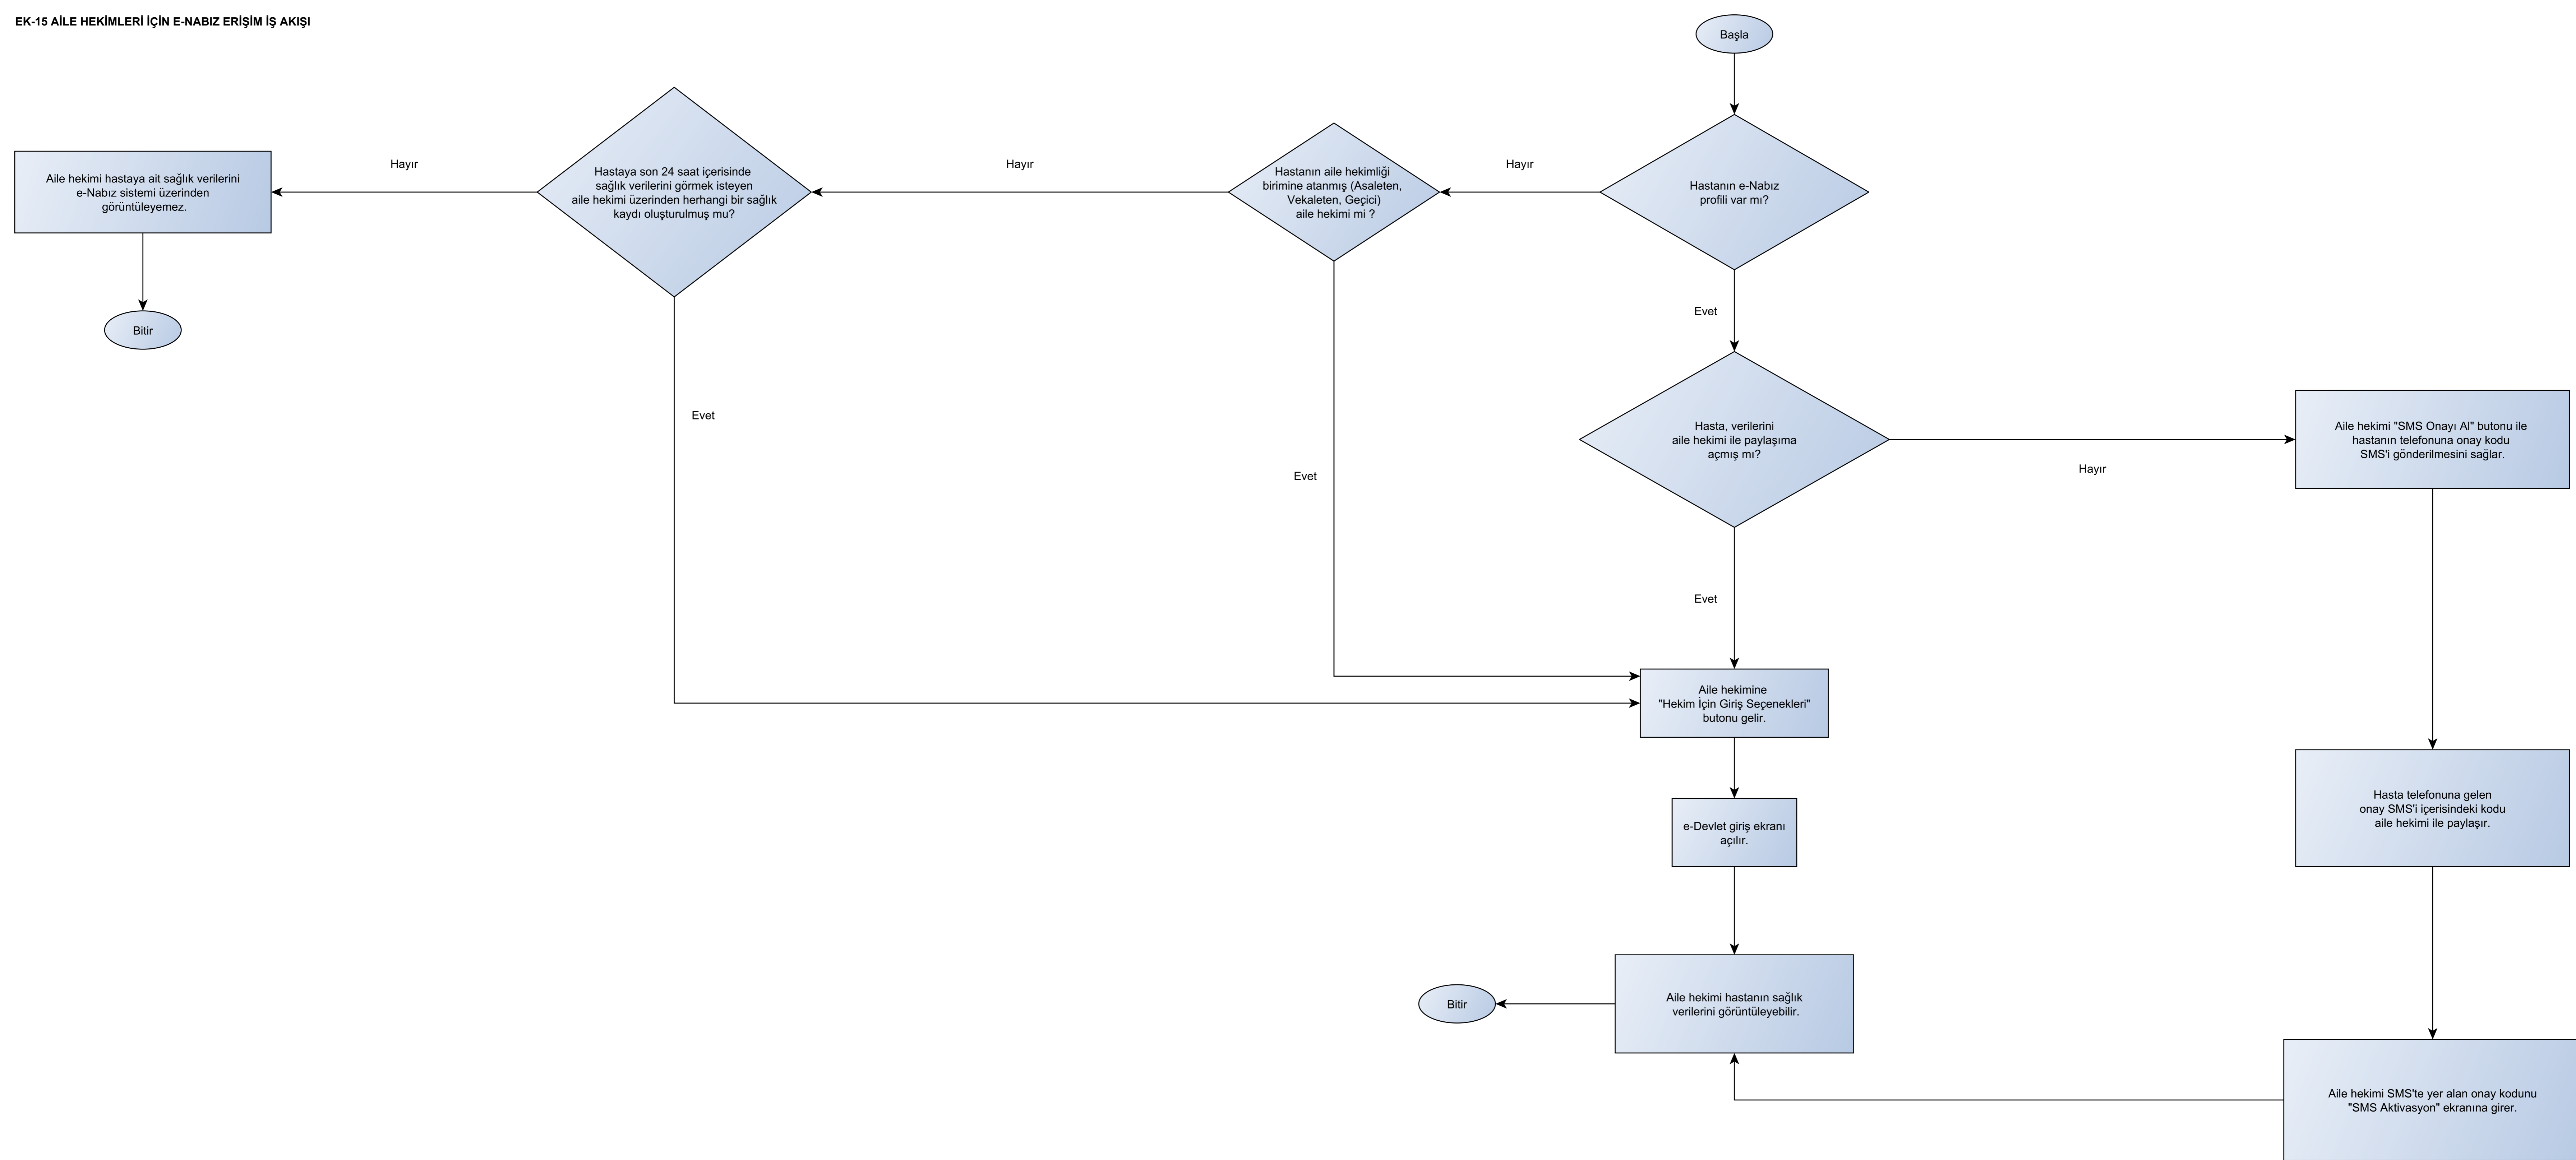 EK-15 AİLE HEKİMLERİ İÇİN E-NABIZ ERİŞİM İŞ AKIŞI
Başla
Hastanın e-Nabız
profili var mı?
Hayır
Hastanın aile hekimliği
birimine atanmış (Asaleten,
Vekaleten, Geçici)
aile hekimi mi ?
Hayır
Hastaya son 24 saat içerisinde
sağlık verilerini görmek isteyen
aile hekimi üzerinden herhangi bir sağlık
kaydı oluşturulmuş mu?
Hayır
Aile hekimi hastaya ait sağlık verilerini
e-Nabız sistemi üzerinden
görüntüleyemez.
Bitir
Evet
Evet
Evet
Hasta, verilerini
aile hekimi ile paylaşıma
açmış mı?
Hayır
Aile hekimi "SMS Onayı Al" butonu ile
hastanın telefonuna onay kodu
SMS'i gönderilmesini sağlar.
Evet
Aile hekimine
"Hekim İçin Giriş Seçenekleri"
butonu gelir.
e-Devlet giriş ekranı
açılır.
Hasta telefonuna gelen
onay SMS'i içerisindeki kodu
aile hekimi ile paylaşır.
Aile hekimi hastanın sağlık
verilerini görüntüleyebilir.
Bitir
Aile hekimi SMS'te yer alan onay kodunu
"SMS Aktivasyon" ekranına girer.